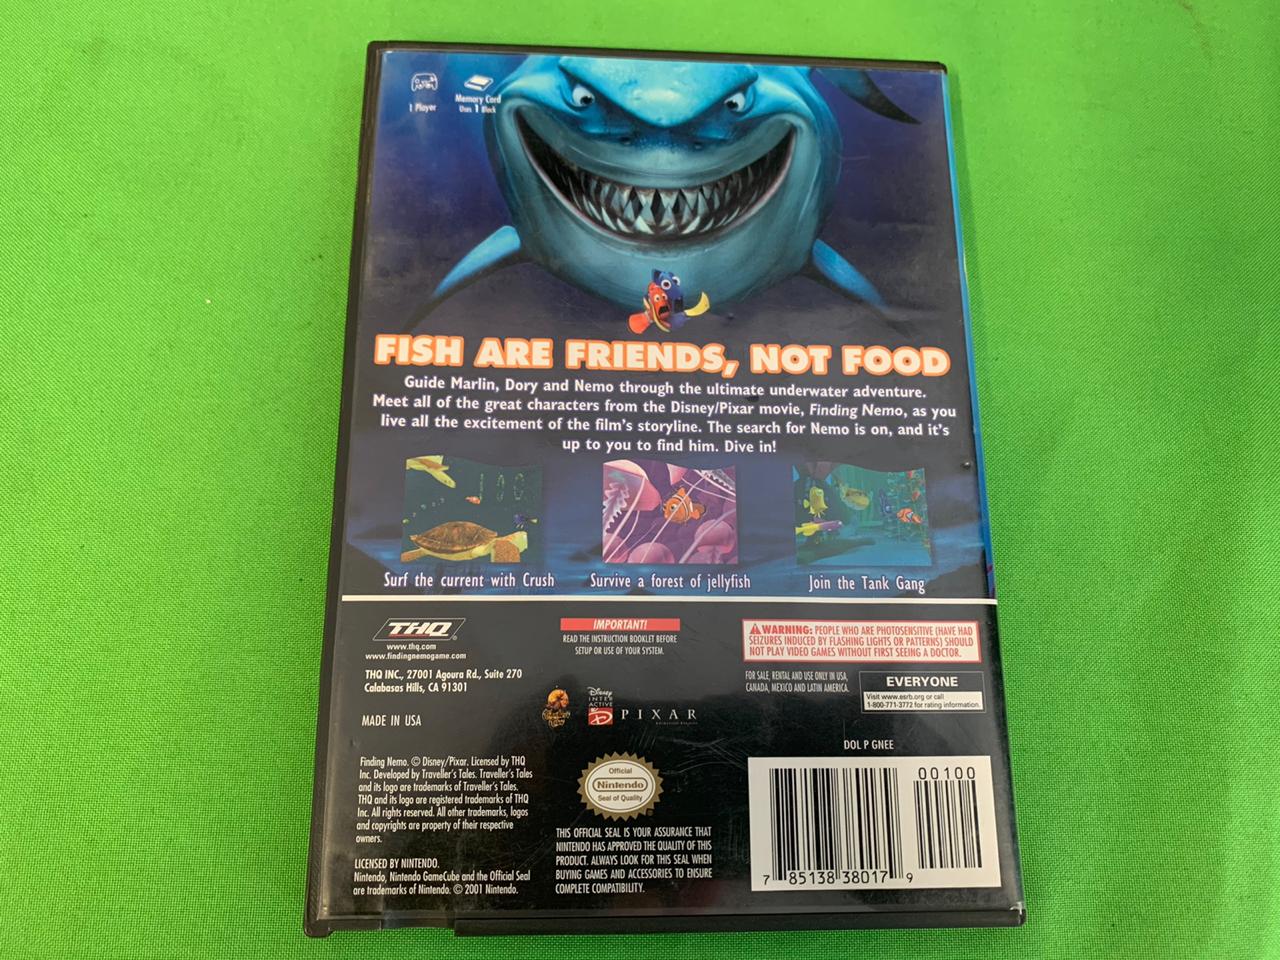 1 Player
Memory Card
Uses 1 Block
FISH ARE FRIENDS, NOT FOOD
Guide Marlin, Dory and Nemo through the ultimate underwater adventure.
Meet all of the great characters from the Disney/Pixar movie, Finding Nemo, as you
live all the excitement of the film's storyline. The search for Nemo is on, and it's
up to you to find him. Dive in!
Surf the current with Crush
Survive a forest of jellyfish
Join the Tank Gang
THQ
www.thq.com
www.findingnemogame.com
THQ INC., 27001 Agoura Rd., Suite 270
Calabasas Hills, CA 91301
MADE IN USA
IMPORTANT!
READ THE INSTRUCTION BOOKLET BEFORE
SETUP OR USE OF YOUR SYSTEM.
WARNING: PEOPLE WHO ARE PHOTOSENSITIVE (HAVE HAD
SEIZURES INDUCED BY FLASHING LIGHTS OR PATTERNS) SHOULD
NOT PLAY VIDEO GAMES WITHOUT FIRST SEEING A DOCTOR.
FOR SALE, RENTAL AND USE ONLY IN USA,
CANADA, MEXICO AND LATIN AMERICA.
EVERYONE
Visit www.esrb.org or call
1-800-771-3772 for rating information.
Disney
INTER
ACTIVE
PIXAR
DOL P GNEE
Finding Nemo. © Disney/Pixar. Licensed by THQ
Inc. Developed by Traveller's Tales. Traveller's Tales
and its logo are trademarks of Traveller's Tales.
THQ and its logo are registered trademarks of THQ
Inc. All rights reserved. All other trademarks, logos
and copyrights are property of their respective
owners.
LICENSED BY NINTENDO.
Nintendo, Nintendo GameCube and the Official Seal
are trademarks of Nintendo. © 2001 Nintendo.
Official
Nintendo
Seal of Quality
THIS OFFICIAL SEAL IS YOUR ASSURANCE THAT
NINTENDO HAS APPROVED THE QUALITY OF THIS
PRODUCT. ALWAYS LOOK FOR THIS SEAL WHEN
BUYING GAMES AND ACCESSORIES TO ENSURE
COMPLETE COMPATIBILITY.
00100
7 85138 38017 9